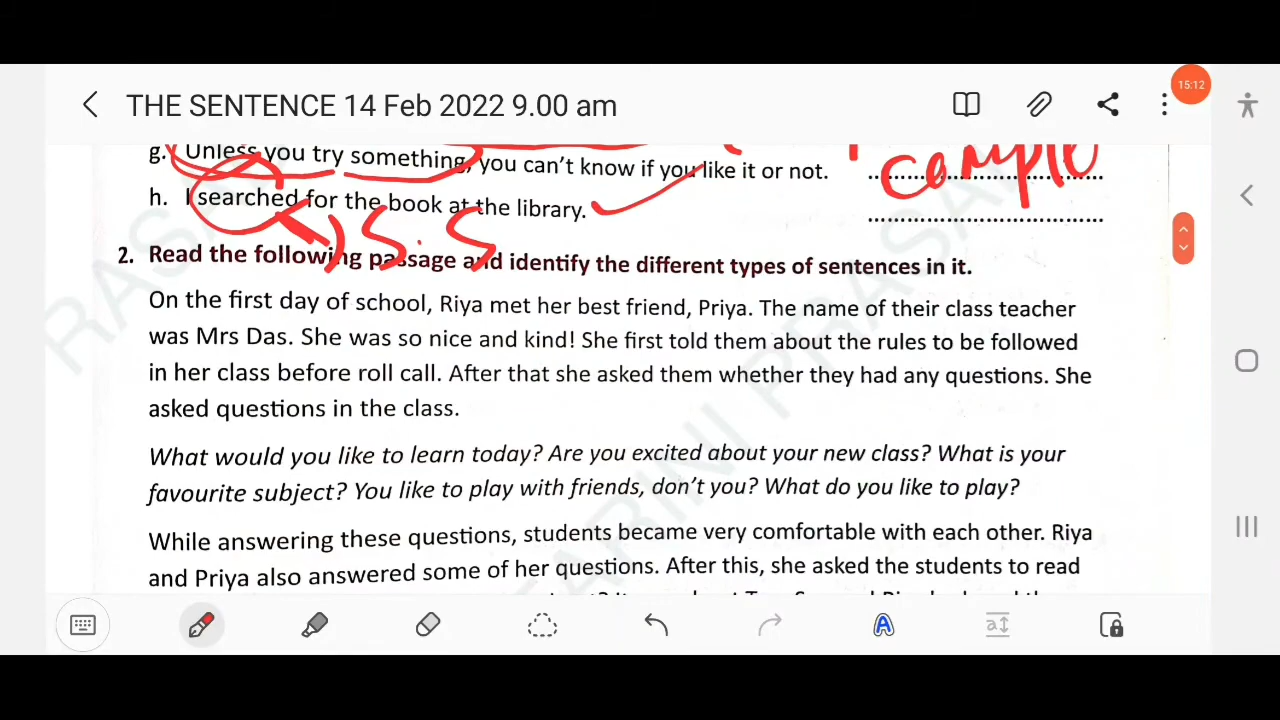 15:12
THE SENTENCE 14 Feb 2022 9.00 am
g. Unless you try something, you can't know if you like it or not. ........................................
comple
h. I searched for the book at the library. ........................................
S.S
2. Read the following passage and identify the different types of sentences in it.
On the first day of school, Riya met her best friend, Priya. The name of their class teacher
was Mrs Das. She was so nice and kind! She first told them about the rules to be followed
in her class before roll call. After that she asked them whether they had any questions. She
asked questions in the class.
What would you like to learn today? Are you excited about your new class? What is your
favourite subject? You like to play with friends, don't you? What do you like to play?
While answering these questions, students became very comfortable with each other. Riya
and Priya also answered some of her questions. After this, she asked the students to read